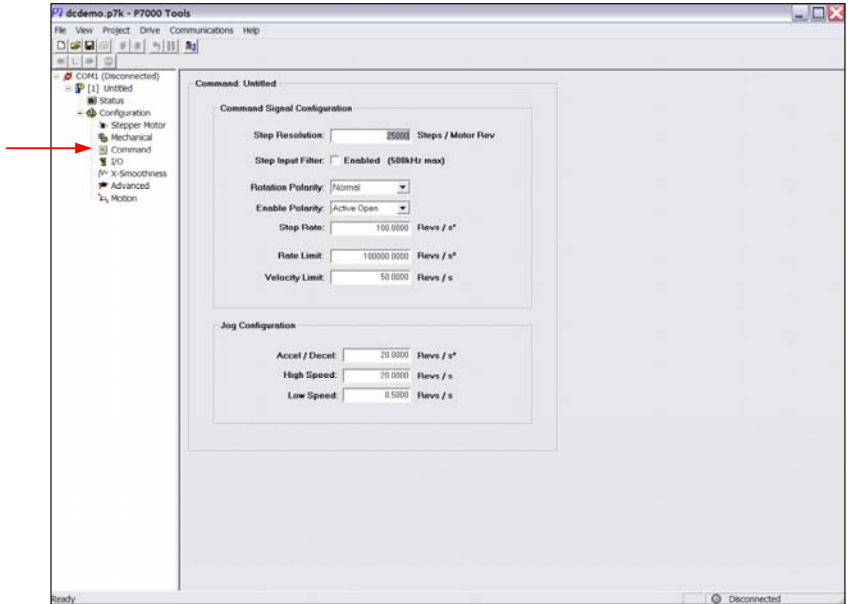 dcdemo.p7k - P7000 Tools
File View Project Drive Communications Help
COM1 (Disconnected)
[1] Untitled
Status
Configuration
Stepper Motor
Mechanical
Command
I/O
X-Smoothness
Advanced
Motion
Command: Untitled
Command Signal Configuration
Step Resolution: 25000 Steps / Motor Rev
Step Input Filter: Enabled (500kHz max)
Rotation Polarity: Normal
Enable Polarity: Active Open
Stop Rate: 100.0000 Revs / s²
Rate Limit: 100000.0000 Revs / s²
Velocity Limit: 50.0000 Revs / s
Jog Configuration
Accel / Decel: 20.0000 Revs / s²
High Speed: 20.0000 Revs / s
Low Speed: 0.5000 Revs / s
Ready
Disconnected